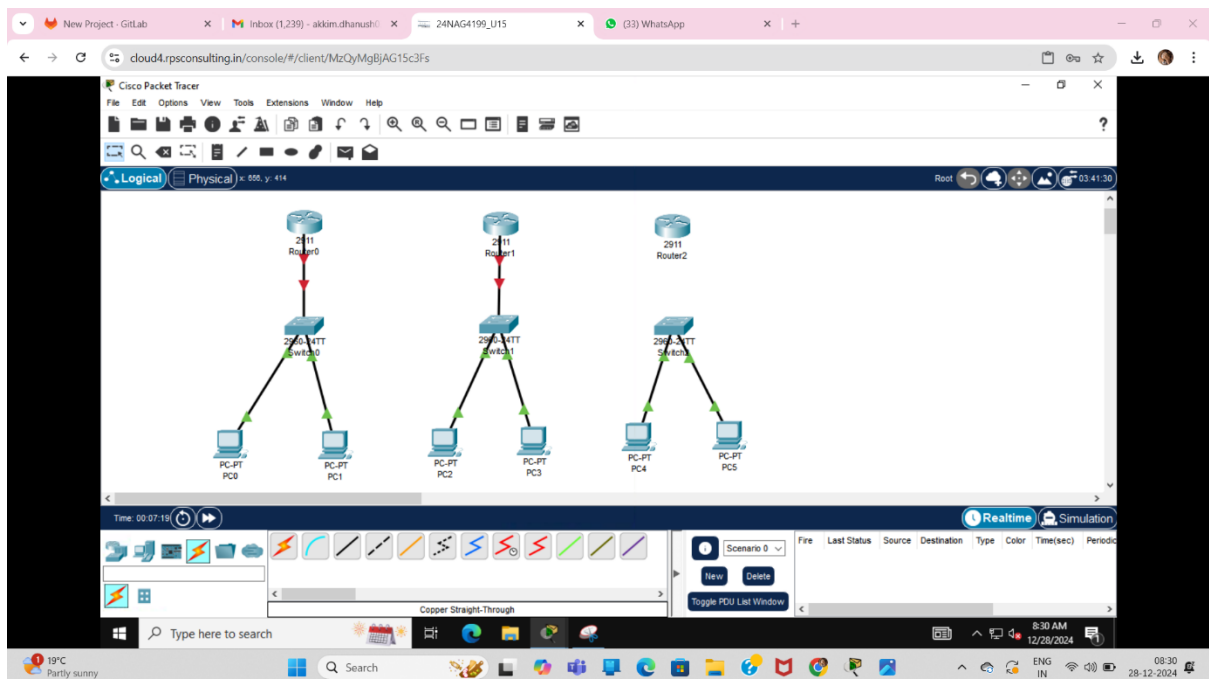 New Project · GitLab
Inbox (1,239) - akkim.dhanush0
24NAG4199_U15
(33) WhatsApp
cloud4.rpsconsulting.in/console/#/client/MzQyMgBjAG15c3Fs
Cisco Packet Tracer
File Edit Options View Tools Extensions Window Help
Logical Physical x: 656, y: 414 Root 03:41:30
2911
Router0
2911
Router1
2911
Router2
2960-24TT
Switch0
2960-24TT
Switch1
2960-24TT
PC-PT
PC0
PC-PT
PC1
PC-PT
PC2
PC-PT
PC3
PC-PT
PC4
PC-PT
PC5
Time: 00:07:19 Realtime Simulation
Scenario 0
New Delete
Toggle PDU List Window
Fire Last Status Source Destination Type Color Time(sec) Periodic
Copper Straight-Through
Type here to search
8:30 AM
12/28/2024
1
19°C
Partly sunny
Search
ENG
IN
08:30
28-12-2024